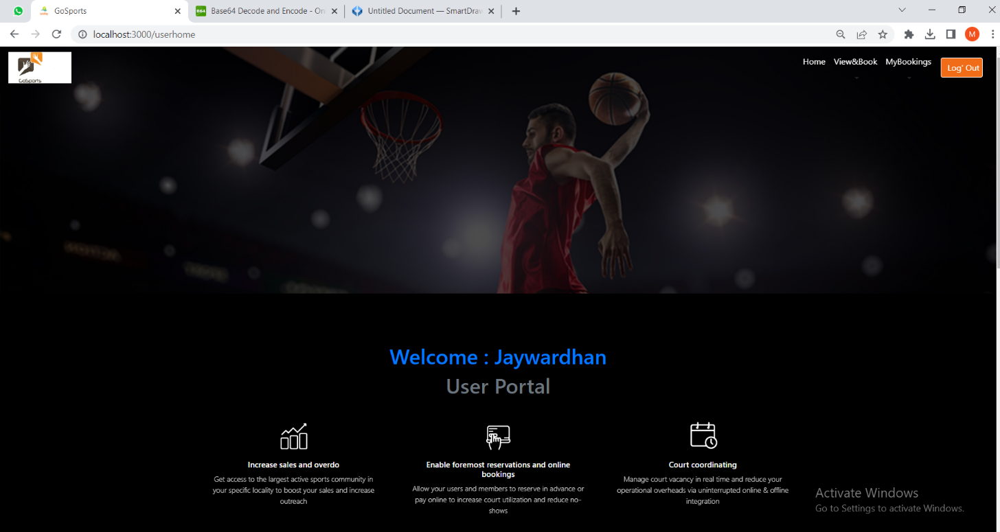 GoSports
B64
Base64 Decode and Encode - On
Untitled Document — SmartDraw
localhost:3000/userhome
M
GoSports
Home
View&Book
MyBookings
Log' Out
Welcome : Jaywardhan
User Portal
Increase sales and overdo
Get access to the largest active sports community in
your specific locality to boost your sales and increase
outreach
Enable foremost reservations and online
bookings
Allow your users and members to reserve in advance or
pay online to increase court utilization and reduce no-
shows
Court coordinating
Manage court vacancy in real time and reduce your
operational overheads via uninterrupted online & offline
integration
Activate Windows
Go to Settings to activate Windows.